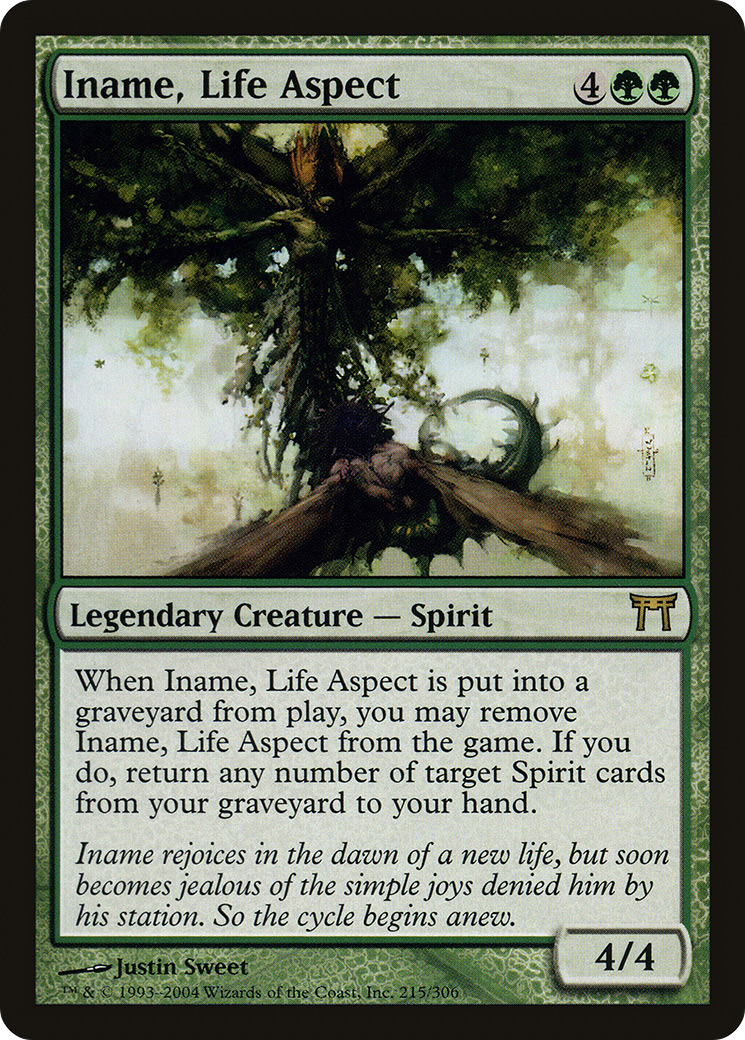 Iname, Life Aspect 4
Legendary Creature — Spirit
When Iname, Life Aspect is put into a
graveyard from play, you may remove
Iname, Life Aspect from the game. If you
do, return any number of target Spirit cards
from your graveyard to your hand.
Iname rejoices in the dawn of a new life, but soon
becomes jealous of the simple joys denied him by
his station. So the cycle begins anew.
4/4
Justin Sweet
™ & © 1993–2004 Wizards of the Coast, Inc. 215/306